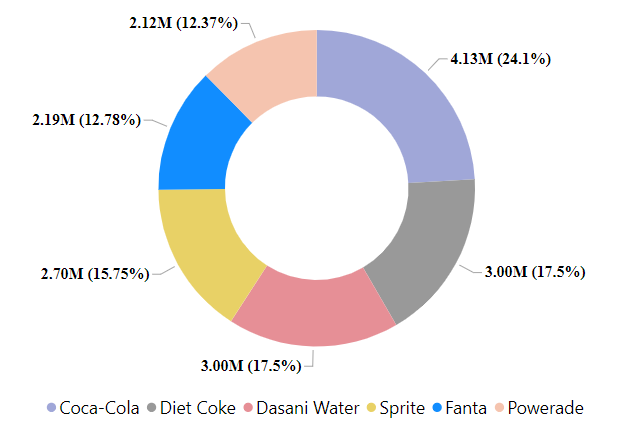 2.12M (12.37%)
4.13M (24.1%)
2.19M (12.78%)
2.70M (15.75%)
3.00M (17.5%)
3.00M (17.5%)
Coca-Cola Diet Coke Dasani Water Sprite Fanta Powerade